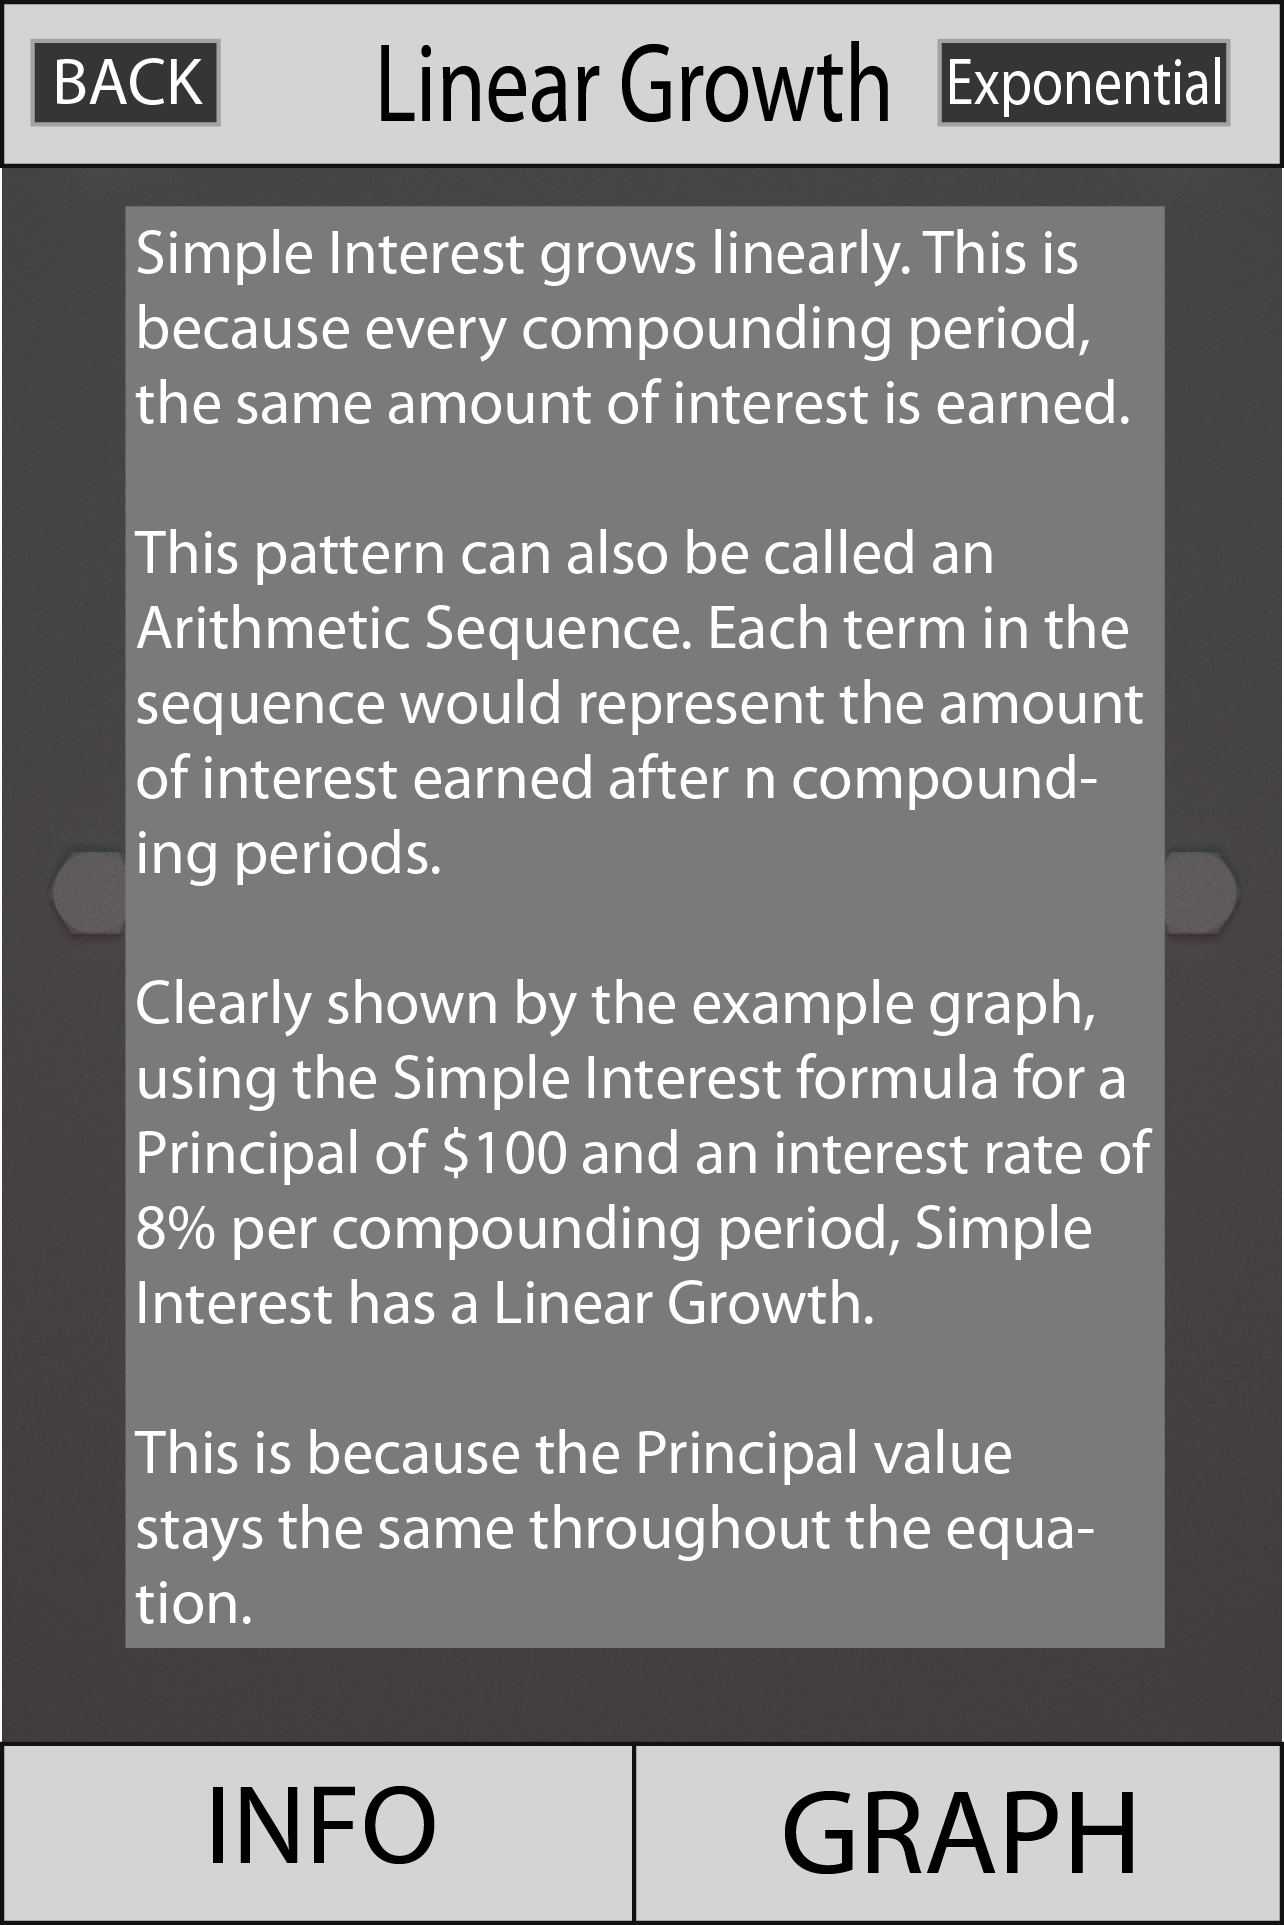 BACK
Linear Growth
Exponential
Simple Interest grows linearly. This is
because every compounding period,
the same amount of interest is earned.
This pattern can also be called an
Arithmetic Sequence. Each term in the
sequence would represent the amount
of interest earned after n compound-
ing periods.
Clearly shown by the example graph,
using the Simple Interest formula for a
Principal of $100 and an interest rate of
8% per compounding period, Simple
Interest has a Linear Growth.
This is because the Principal value
stays the same throughout the equa-
tion.
INFO
GRAPH